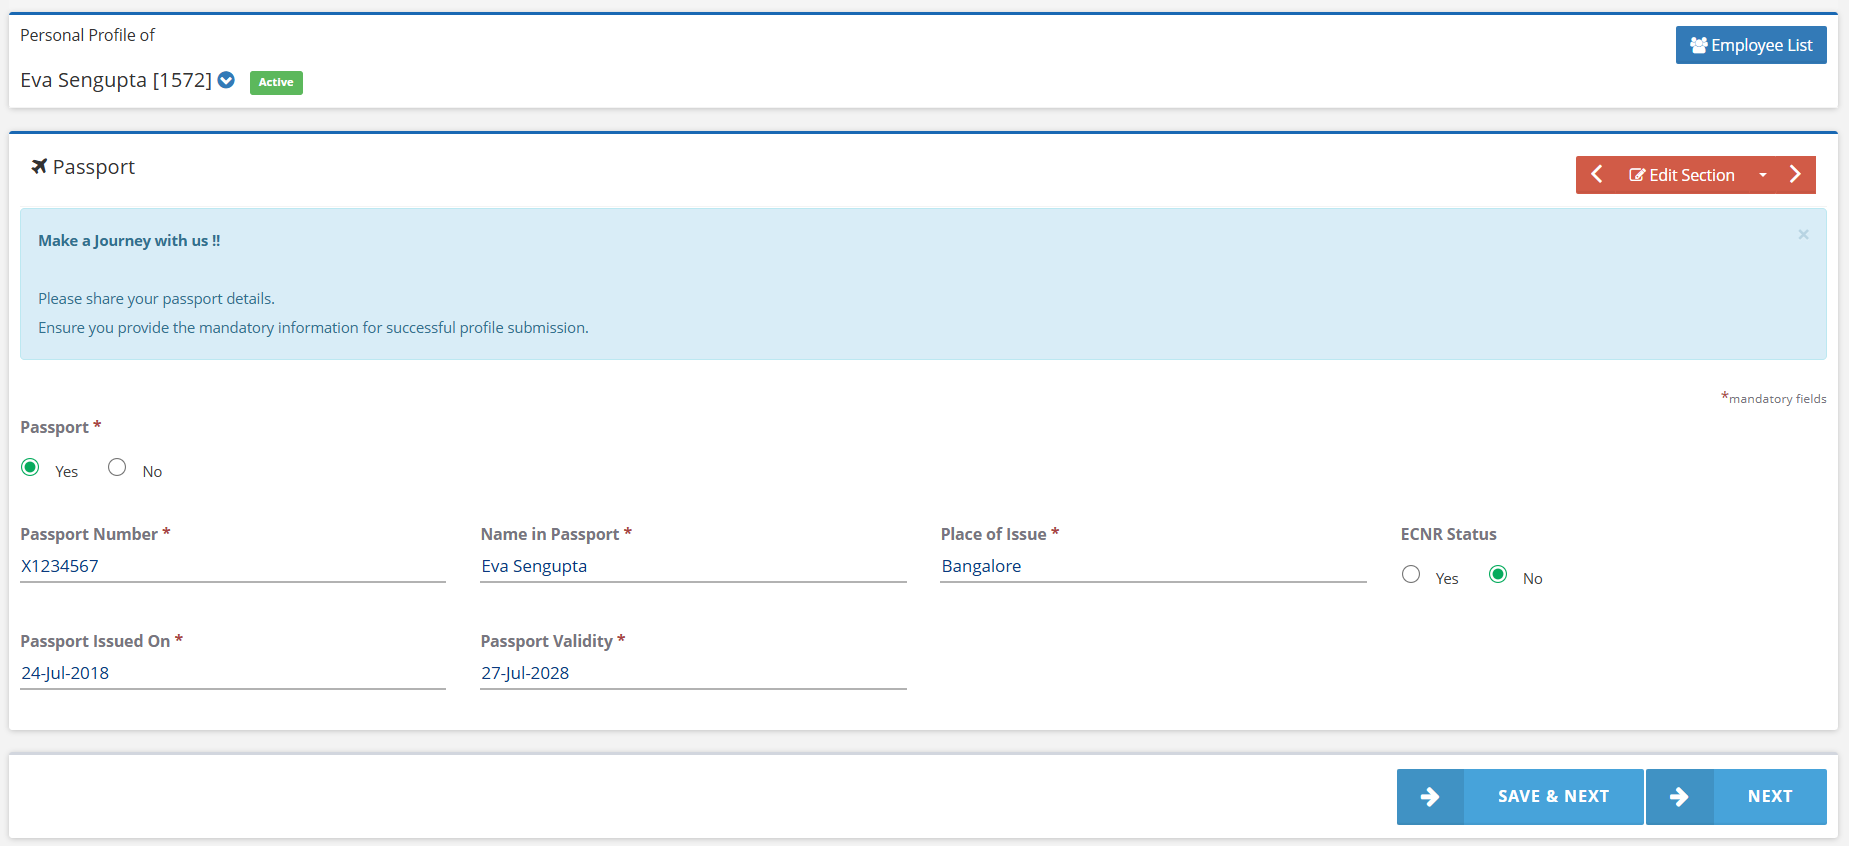 Personal Profile of
Employee List
Eva Sengupta [1572] Active
Passport
Edit Section
Make a Journey with us !!
×
Please share your passport details.
Ensure you provide the mandatory information for successful profile submission.
*mandatory fields
Passport *
Yes No
Passport Number * Name in Passport * Place of Issue * ECNR Status
X1234567 Eva Sengupta Bangalore Yes No
Passport Issued On * Passport Validity *
24-Jul-2018 27-Jul-2028
SAVE & NEXT NEXT